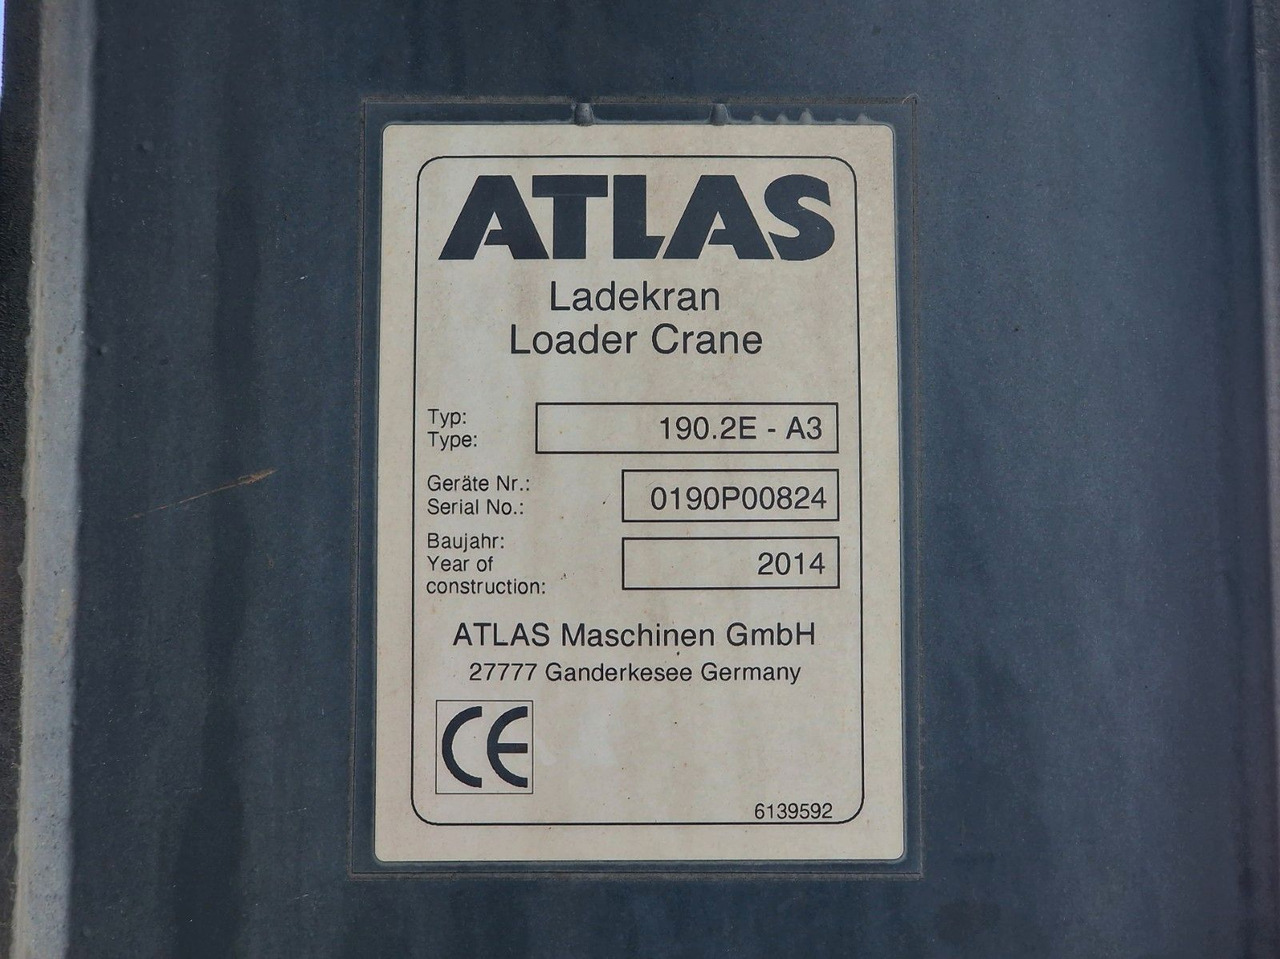 ATLAS
Ladekran
Loader Crane
Typ:
Type:
190.2E - A3
Geräte Nr.:
Serial No.:
0190P00824
Baujahr:
Year of
construction:
2014
ATLAS Maschinen GmbH
27777 Ganderkesee Germany
CE
6139592